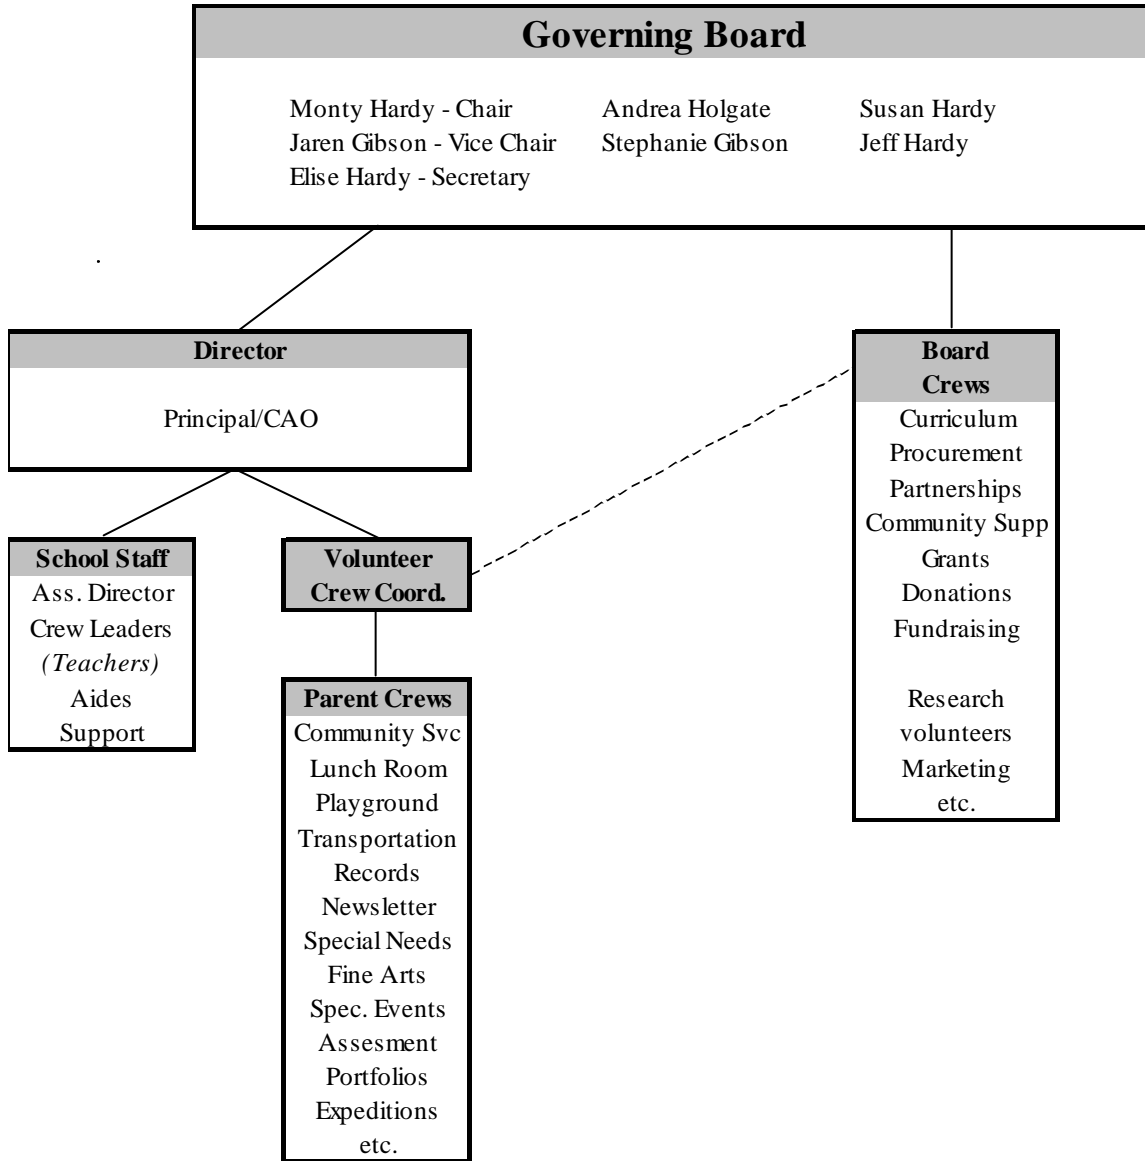 Governing Board
Monty Hardy - Chair Andrea Holgate Susan Hardy
Jaren Gibson - Vice Chair Stephanie Gibson Jeff Hardy
Elise Hardy - Secretary
.
Director
Principal/CAO
Board
Crews
Curriculum
Procurement
Partnerships
Community Supp
Grants
Donations
Fundraising
Research
volunteers
Marketing
etc.
School Staff
Ass. Director
Crew Leaders
(Teachers)
Aides
Support
Volunteer
Crew Coord.
Parent Crews
Community Svc
Lunch Room
Playground
Transportation
Records
Newsletter
Special Needs
Fine Arts
Spec. Events
Assesment
Portfolios
Expeditions
etc.